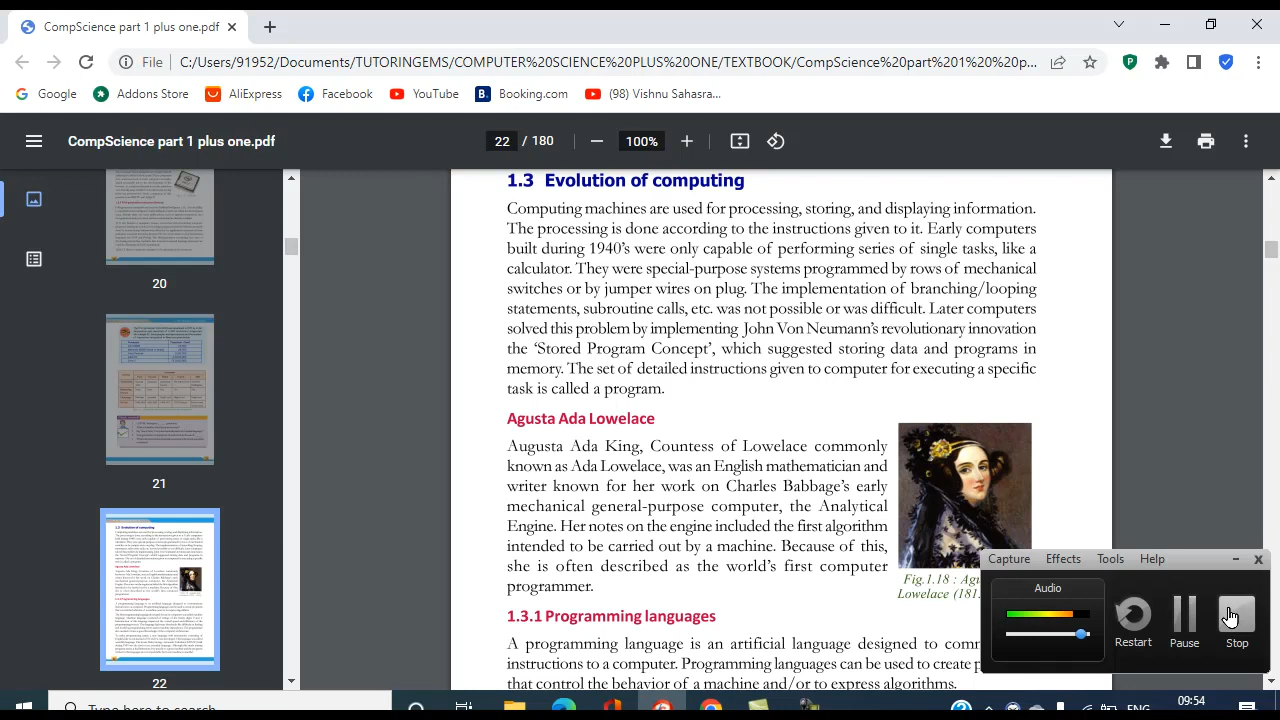 CompScience part 1 plus one.pdf
File
C:/Users/91952/Documents/TUTORINGEMS/COMPUTER%20SCIENCE%20PLUS%20ONE/TEXTBOOK/CompScience%20part%201%20%20p...
Google Addons Store AliExpress Facebook YouTube Booking.com (98) Vishnu Sahasra...
CompScience part 1 plus one.pdf
22 / 180
100%
20
21
22
1.3 Evolution of computing
Computing machines are used for processing, storing, and displaying information.
The processing is done according to the instructions given to it. Early computers
built during 1940's were only capable of performing series of single tasks, like a
calculator. They were special-purpose systems programmed by rows of mechanical
switches or by jumper wires on plug. The implementation of branching/looping
statements, subroutine calls, etc. was not possible or was difficult. Later computers
solved this problem by implementing John Von Neumann's revolutionary innovation
the 'Stored Program Concept', which suggested storing data and programs in
memory. The set of detailed instructions given to computer for executing a specific
task is called a program.
Agusta Ada Lowelace
Augusta Ada King, Countess of Lowelace commonly
known as Ada Lowelace, was an English mathematician and
writer known for her work on Charles Babbage's early
mechanical general-purpose computer, the Analytical
Engine. Her notes on the engine included the first algorithm
intended to be carried out by a machine. Because of this,
she is often described as the world's first computer
programmer.
Fig.1.18 :
Lowelace (181
1.3.1 Programming languages
A programming language is an artificial language designed to
instructions to a computer. Programming languages can be used to create
that control the behavior of a machine and/or to express algorithms.
Capture Effects Tools Help
Audio
Restart Pause Stop
Type here to search
ENG
09:54